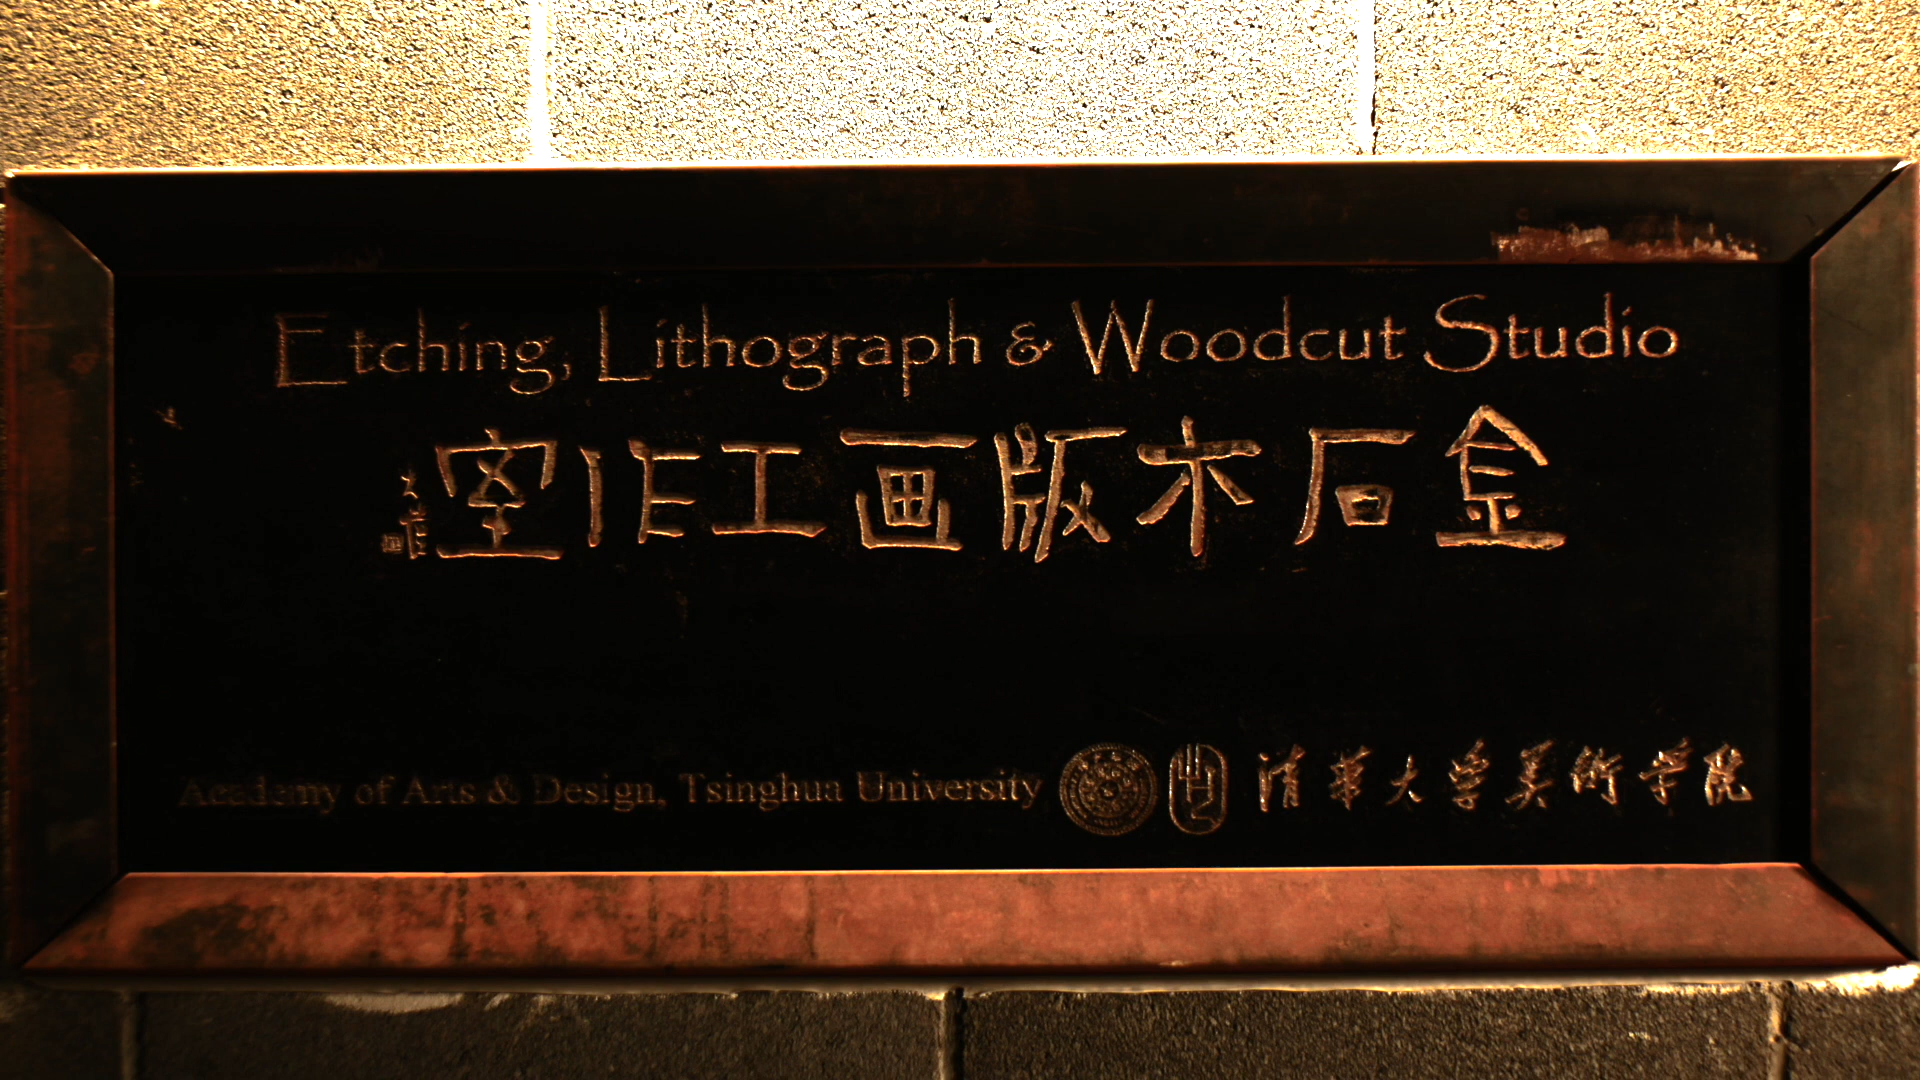 Etching, Lithograph & Woodcut Studio
金石木版画工作室
Academy of Arts & Design, Tsinghua University 清华大学美术学院